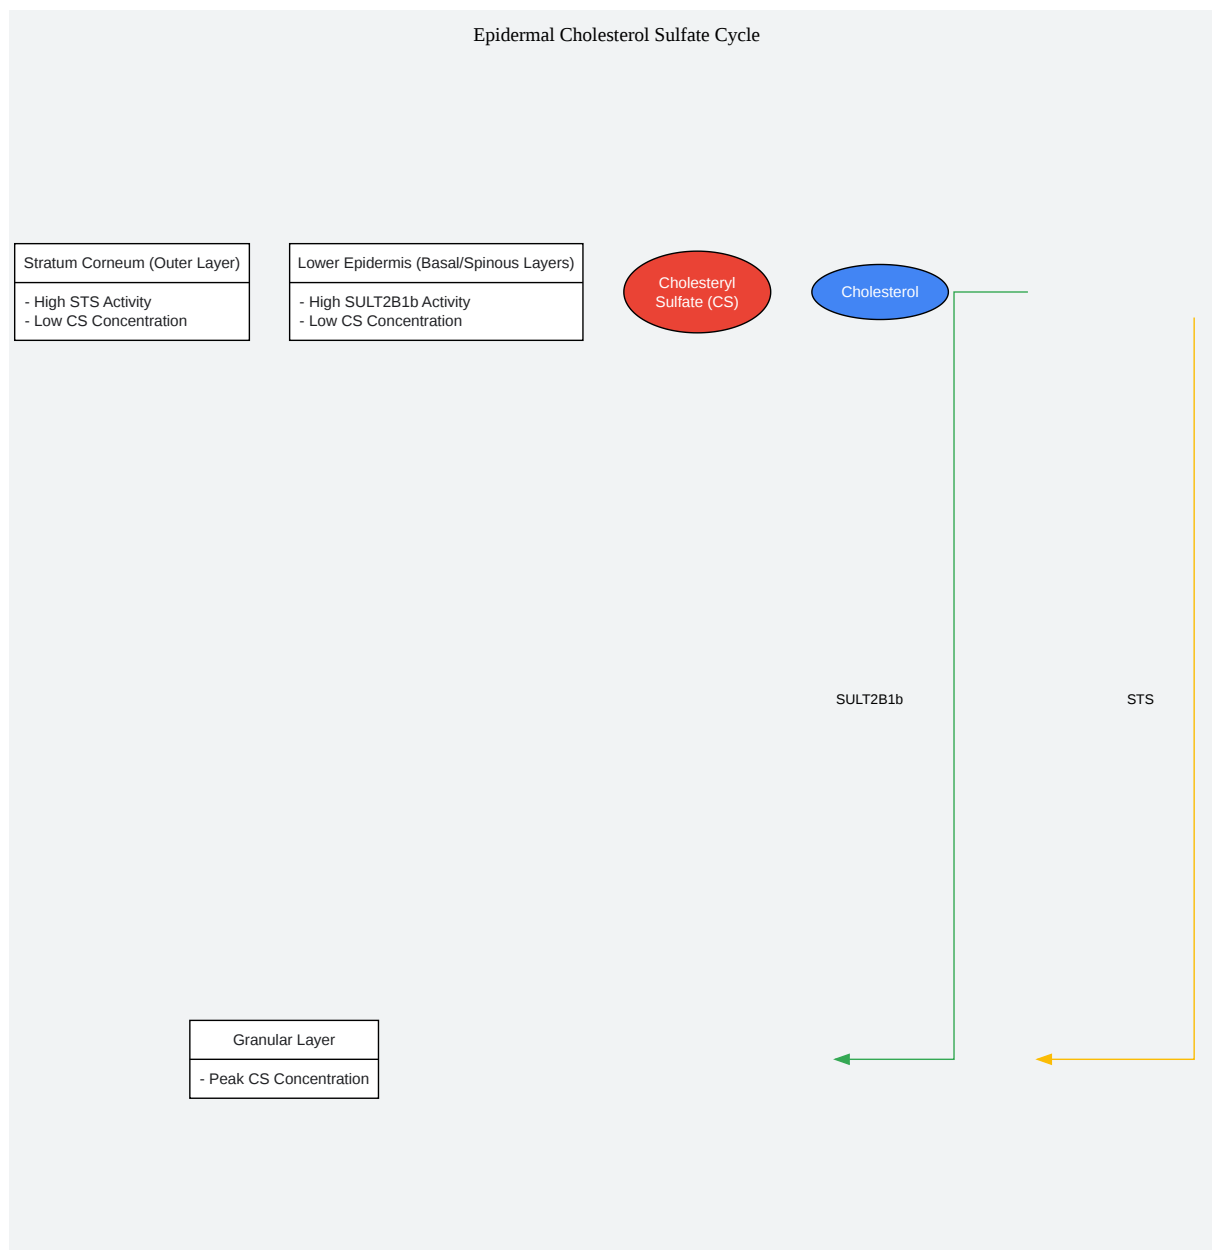 Epidermal Cholesterol Sulfate Cycle
Stratum Corneum (Outer Layer)
- High STS Activity
- Low CS Concentration
Lower Epidermis (Basal/Spinous Layers)
- High SULT2B1b Activity
- Low CS Concentration
Cholesteryl
Sulfate (CS)
Cholesterol
SULT2B1b
STS
Granular Layer
- Peak CS Concentration